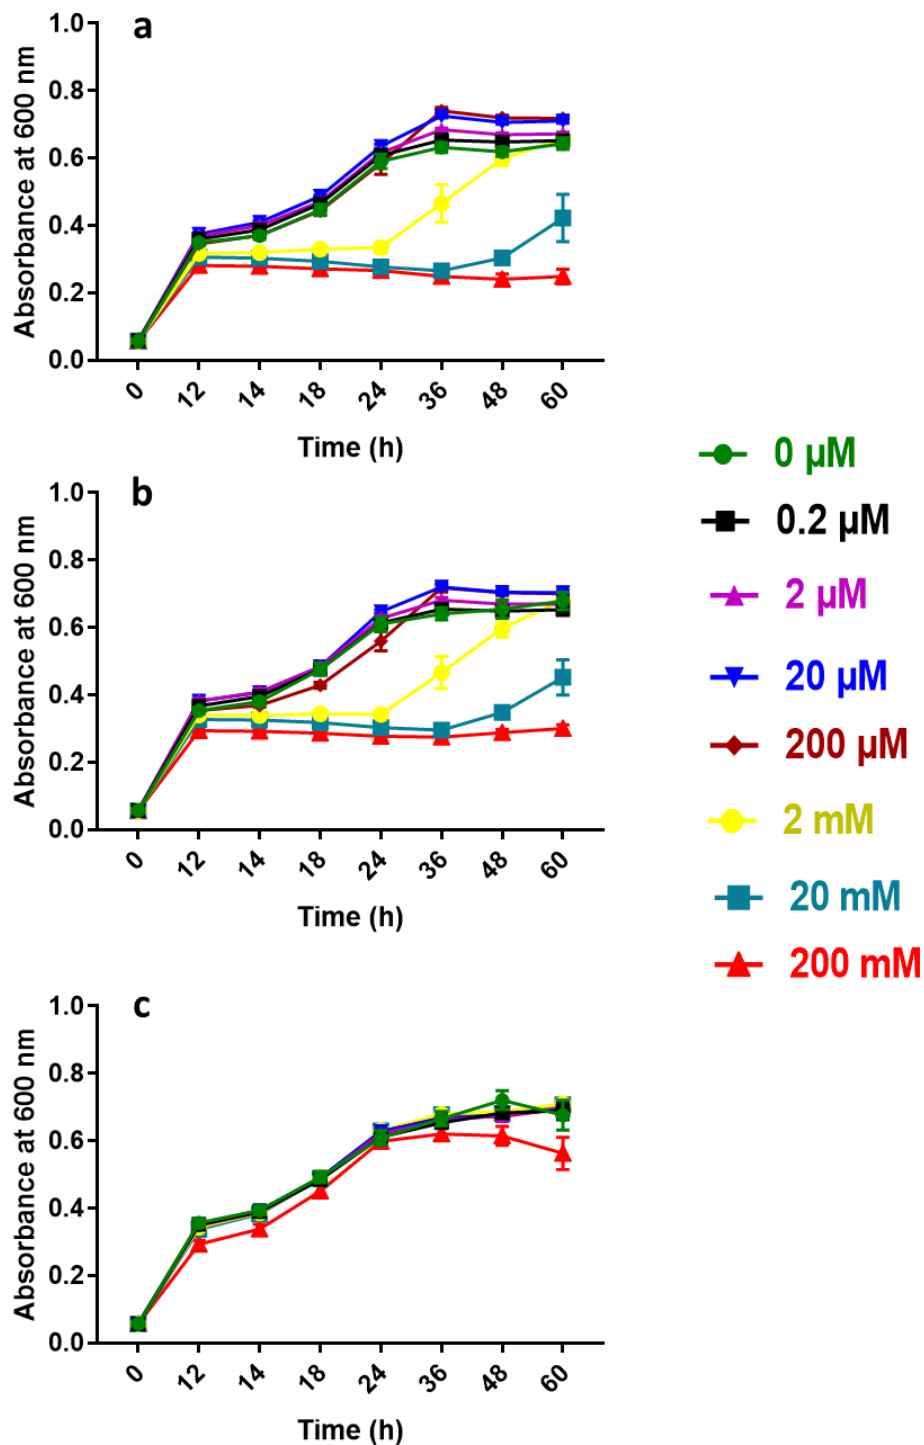 a
Absorbance at 600 nm
1.0
0.8
0.6
0.4
0.2
0.0
0 12 14 18 24 36 48 60
Time (h)
b
Absorbance at 600 nm
1.0
0.8
0.6
0.4
0.2
0.0
0 12 14 18 24 36 48 60
Time (h)
c
Absorbance at 600 nm
1.0
0.8
0.6
0.4
0.2
0.0
0 12 14 18 24 36 48 60
Time (h)
0 µM
0.2 µM
2 µM
20 µM
200 µM
2 mM
20 mM
200 mM